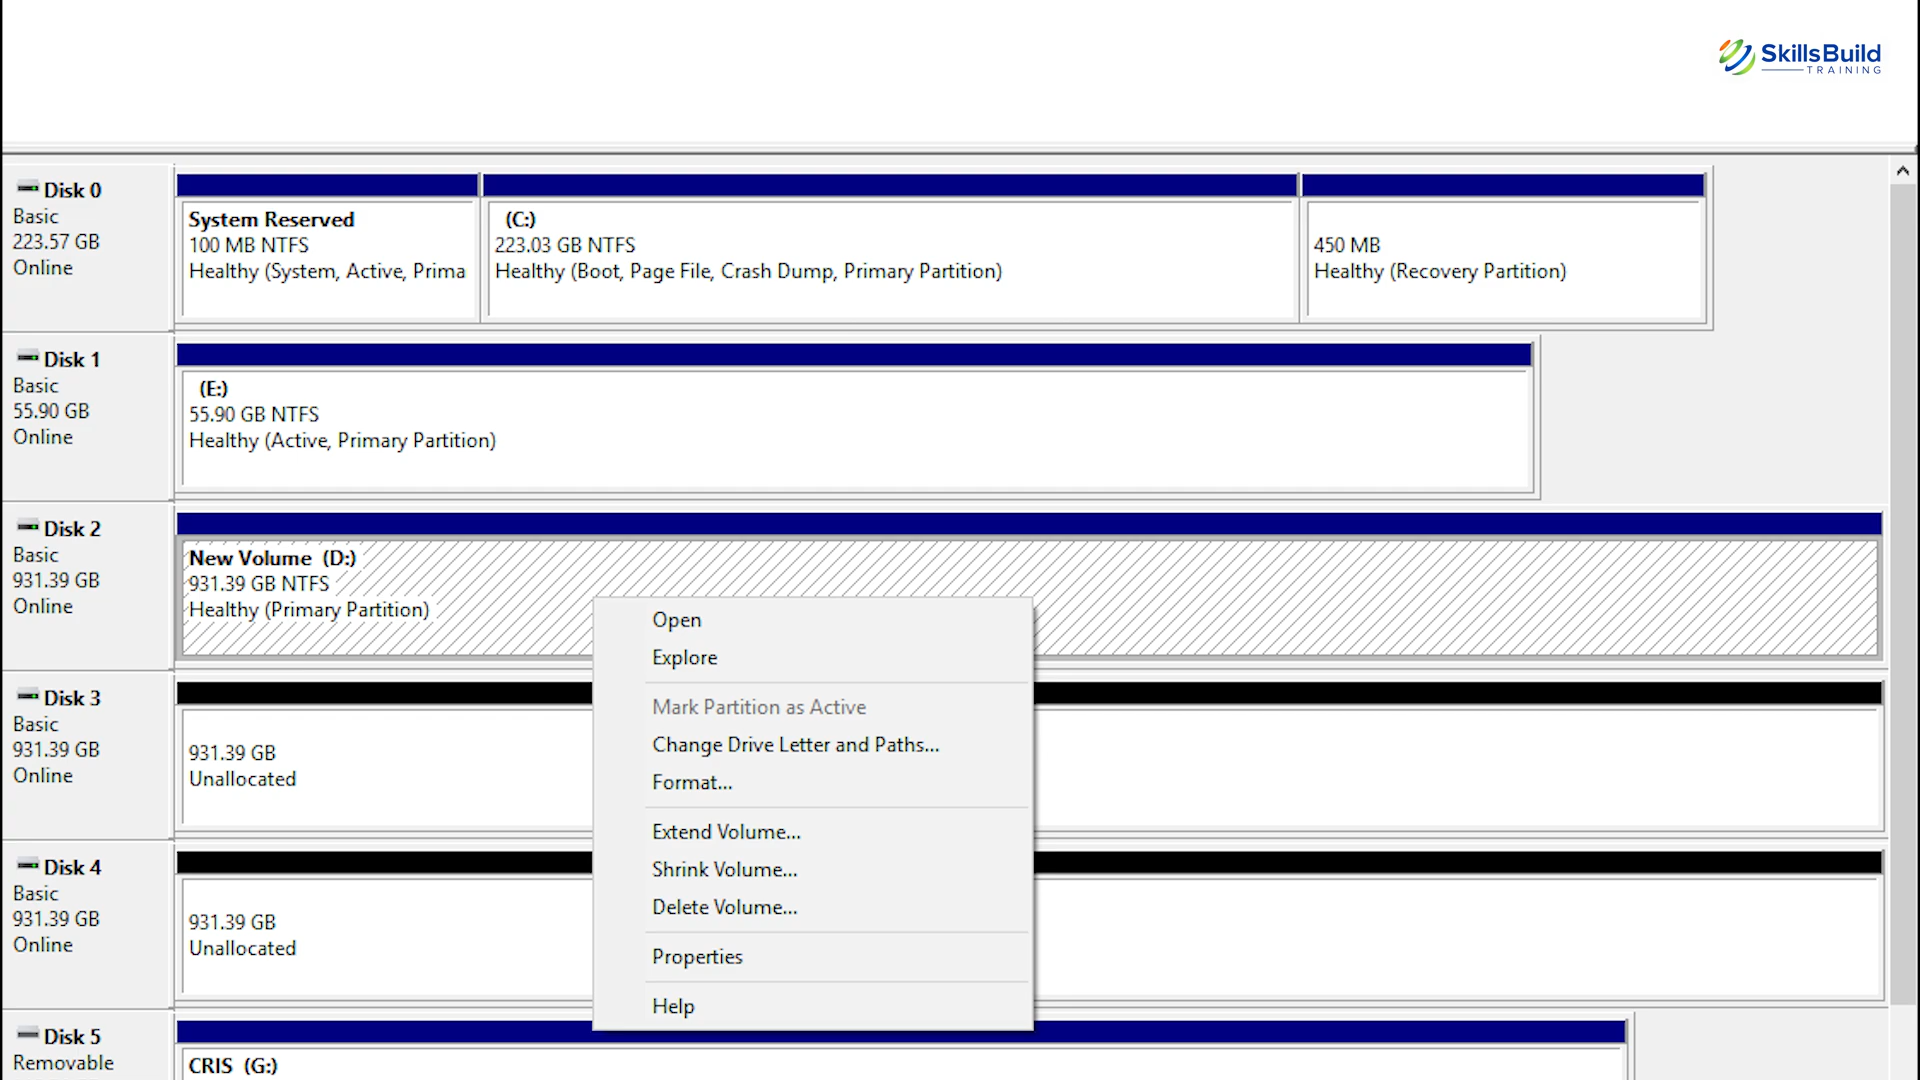 SkillsBuild
TRAINING
Disk 0
Basic
223.57 GB
Online
System Reserved
100 MB NTFS
Healthy (System, Active, Prima
(C:)
223.03 GB NTFS
Healthy (Boot, Page File, Crash Dump, Primary Partition)
450 MB
Healthy (Recovery Partition)
Disk 1
Basic
55.90 GB
Online
(E:)
55.90 GB NTFS
Healthy (Active, Primary Partition)
Disk 2
Basic
931.39 GB
Online
New Volume (D:)
931.39 GB NTFS
Healthy (Primary Partition)
Open
Explore
Mark Partition as Active
Change Drive Letter and Paths...
Format...
Extend Volume...
Shrink Volume...
Delete Volume...
Properties
Help
Disk 3
Basic
931.39 GB
Online
931.39 GB
Unallocated
Disk 4
Basic
931.39 GB
Online
931.39 GB
Unallocated
Disk 5
Removable
CRIS (G:)